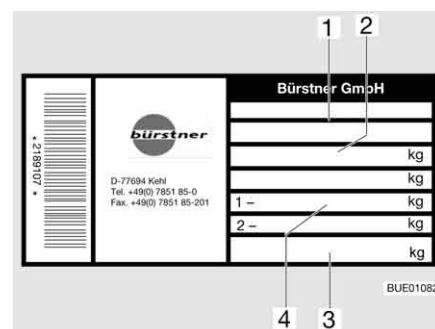 1 2
Bürstner GmbH
* 2189107 *
bürstner
D-77694 Kehl
Tel. +49(0) 7851 85-0
Fax. +49(0) 7851 85-201
kg
kg
1 – kg
2 – kg
kg
BUE01082
4 3